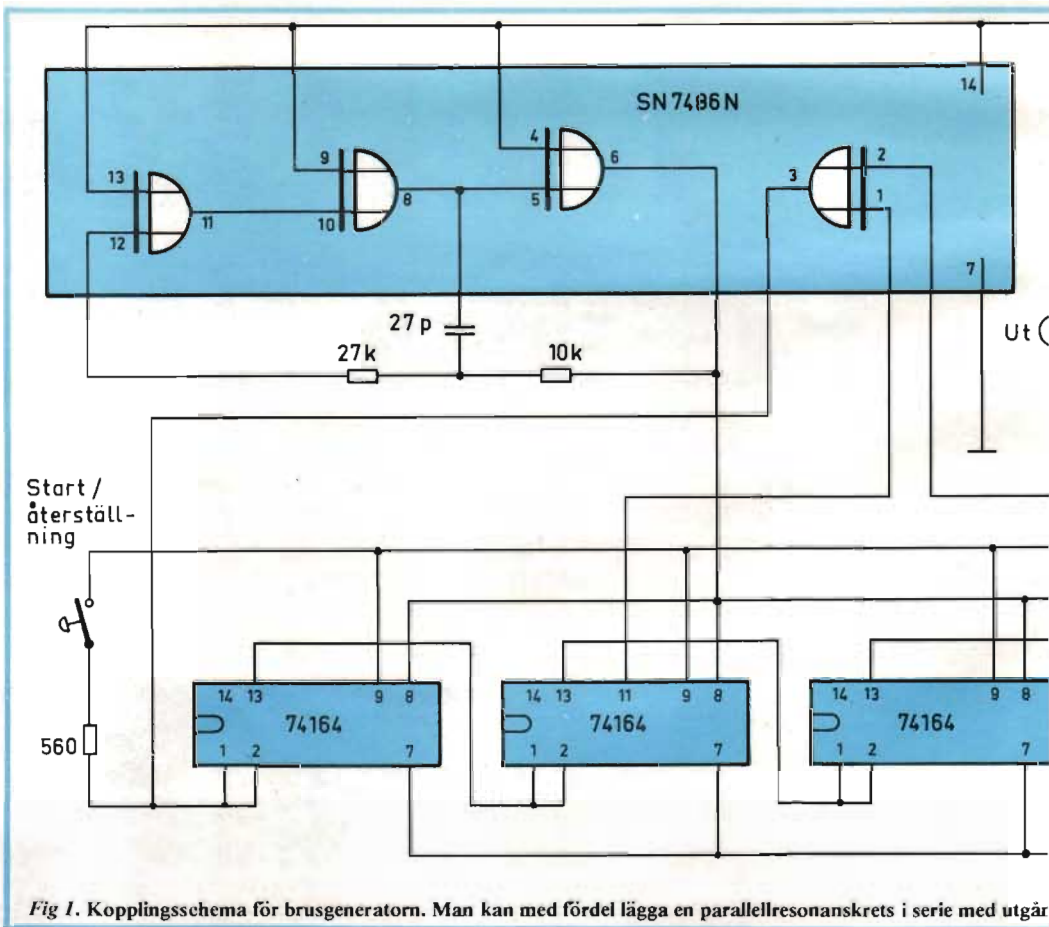 SN7486N
14
13
12
11
9
10
8
4
5
6
3
2
1
7
27p
27k
10k
Ut
Start/
återställ-
ning
560
14 13 9 8
74164
1 2 7
14 13 11 9 8
74164
1 2 7
14 13 9 8
74164
1 2 7
Fig 1. Kopplingsschema för brusgeneratorn. Man kan med fördel lägga en parallellresonanskrets i serie med utgån